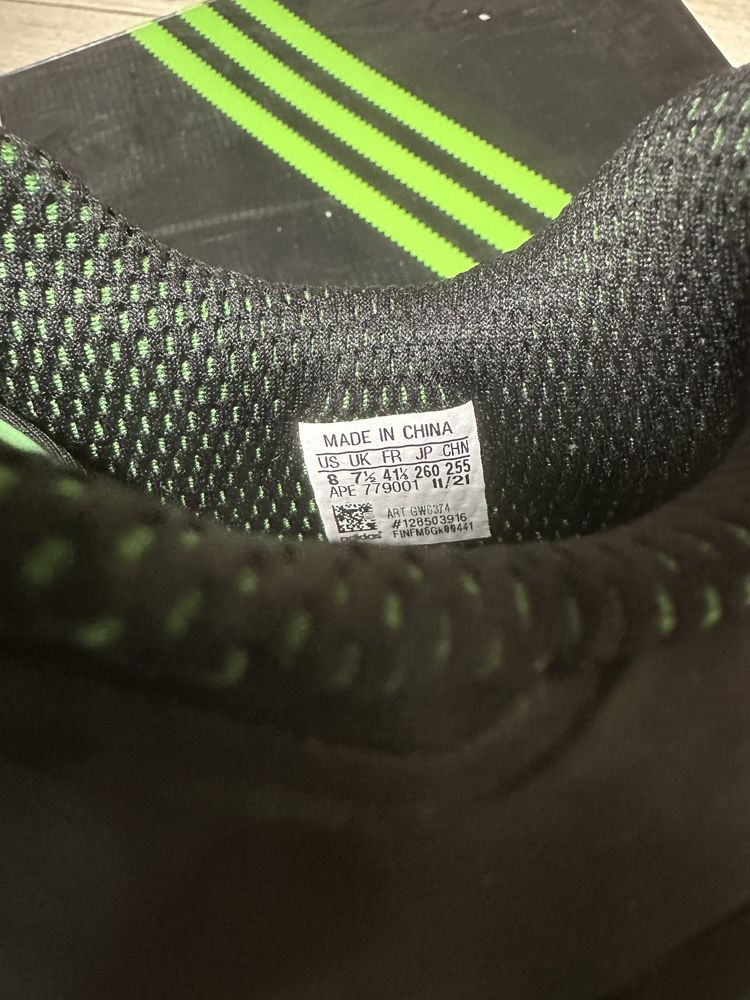 MADE IN CHINA
US UK FR JP CHN
8 7½ 41⅓ 260 255
APE 779001 11/21
ART GW6374
#128503916
FINFM6GK00441
adidas